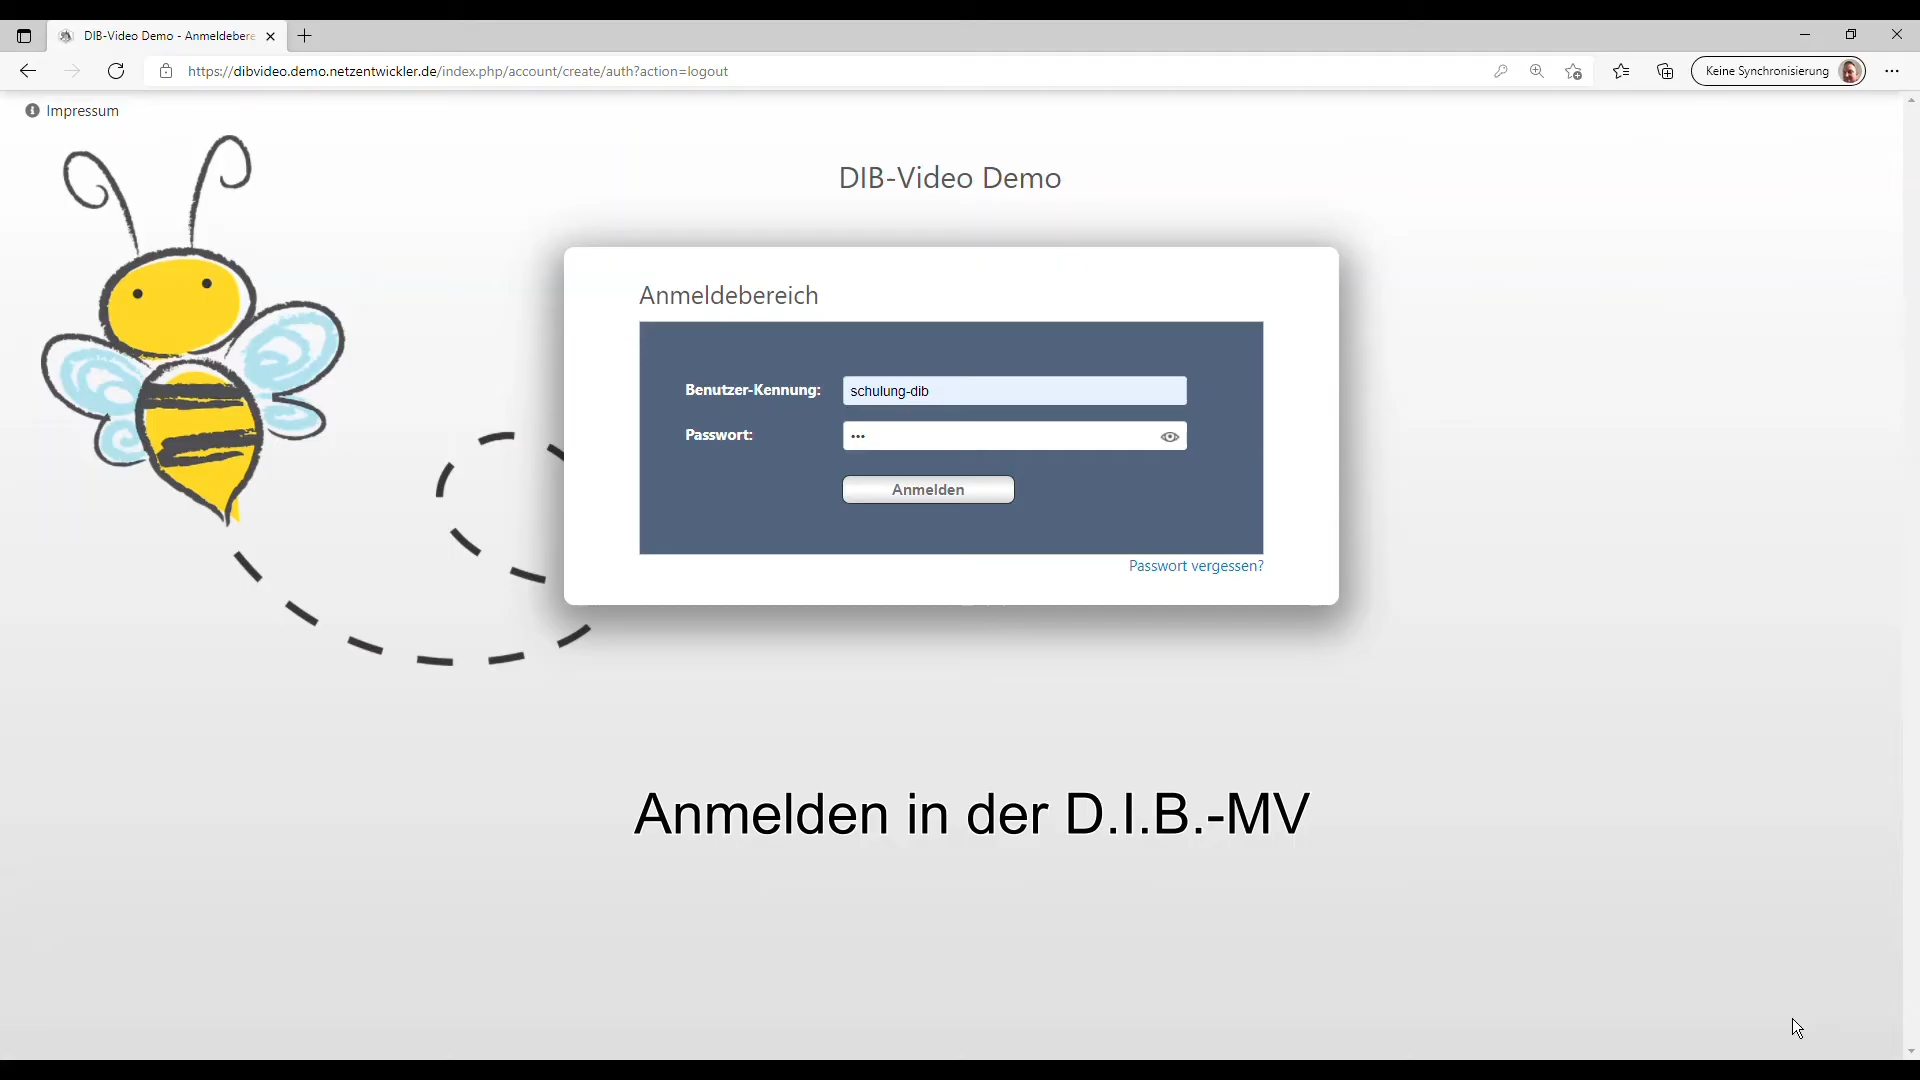 DIB-Video Demo - Anmeldebere
https://dibvideo.demo.netzentwickler.de/index.php/account/create/auth?action=logout
Keine Synchronisierung
Impressum
DIB-Video Demo
Anmeldebereich
Benutzer-Kennung: schulung-dib
Passwort: •••
Anmelden
Passwort vergessen?
Anmelden in der D.I.B.-MV